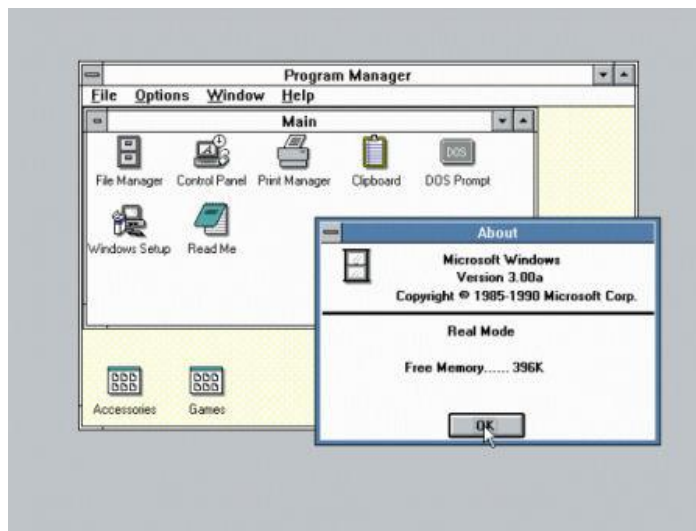 Program Manager
File Options Window Help
Main
File Manager Control Panel Print Manager Clipboard DOS Prompt
DOS
Windows Setup Read Me
About
Microsoft Windows
Version 3.00a
Copyright © 1985-1990 Microsoft Corp.
Real Mode
Free Memory...... 396K
OK
Accessories Games